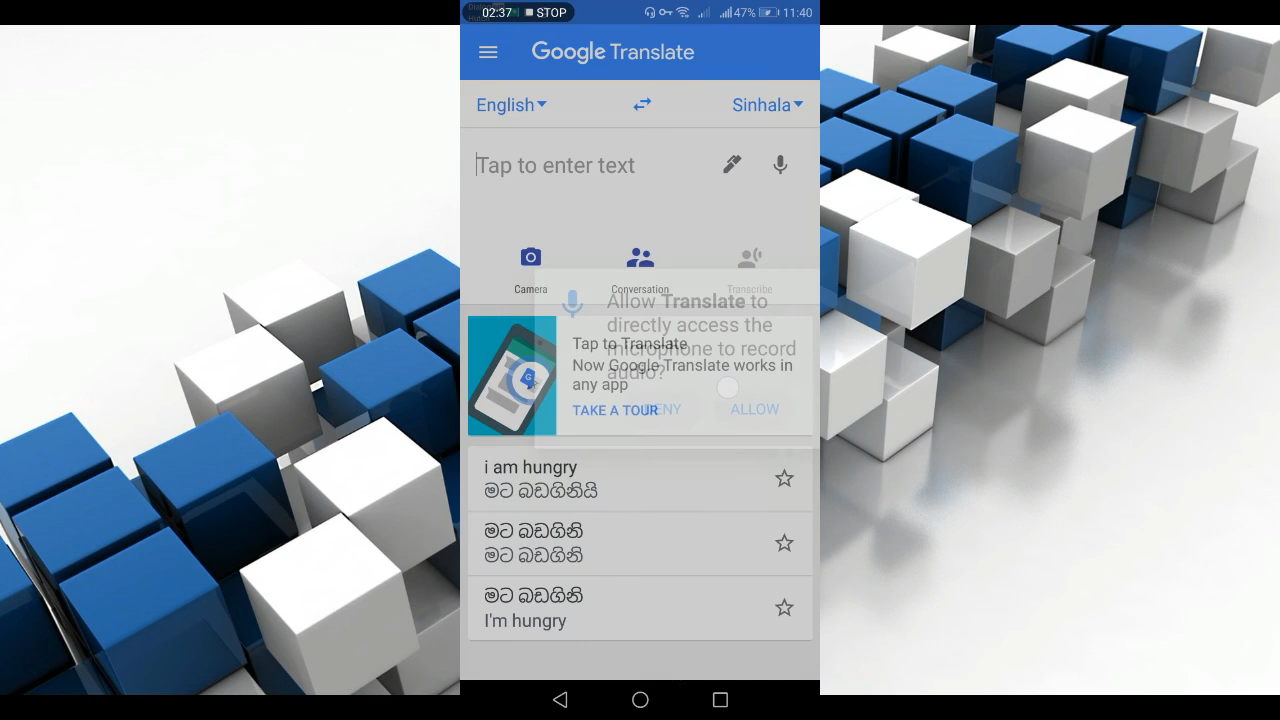 02:37 STOP 47% 11:40
Google Translate
English Sinhala
Tap to enter text
Camera Conversation Transcribe
Allow Translate to
directly access the
microphone to record
audio?
DENY ALLOW
Tap to Translate
Now Google Translate works in
any app
TAKE A TOUR
i am hungry
මට බඩගිනියි
මට බඩගිනි
මට බඩගිනි
මට බඩගිනි
I'm hungry